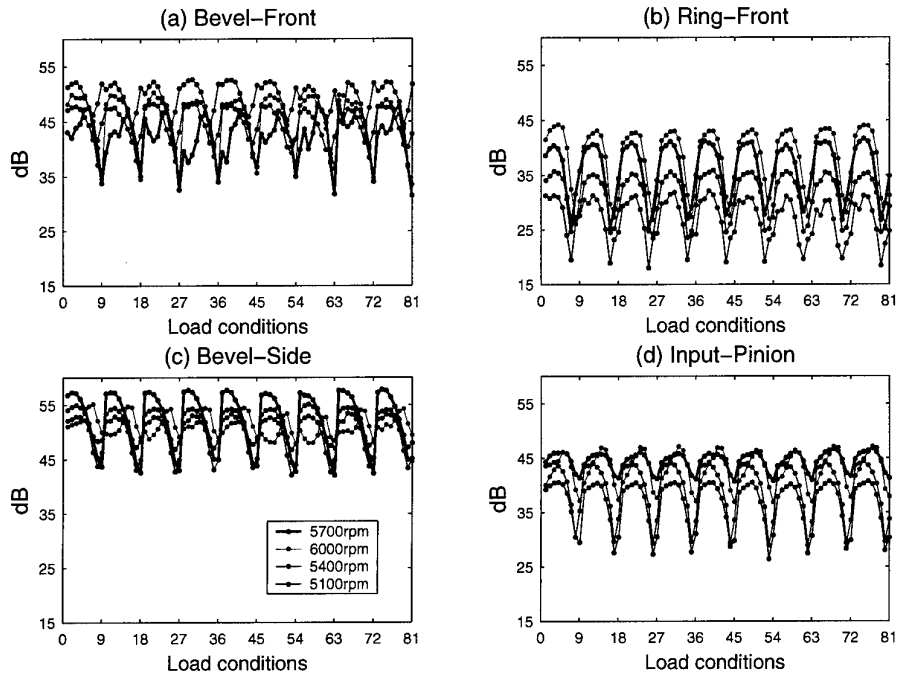 (a) Bevel–Front
55
45
35
25
15
dB
0 9 18 27 36 45 54 63 72 81
Load conditions
(b) Ring–Front
55
45
35
25
15
dB
0 9 18 27 36 45 54 63 72 81
Load conditions
(c) Bevel–Side
55
45
35
25
15
dB
5700rpm
6000rpm
5400rpm
5100rpm
0 9 18 27 36 45 54 63 72 81
Load conditions
(d) Input–Pinion
55
45
35
25
15
dB
0 9 18 27 36 45 54 63 72 81
Load conditions